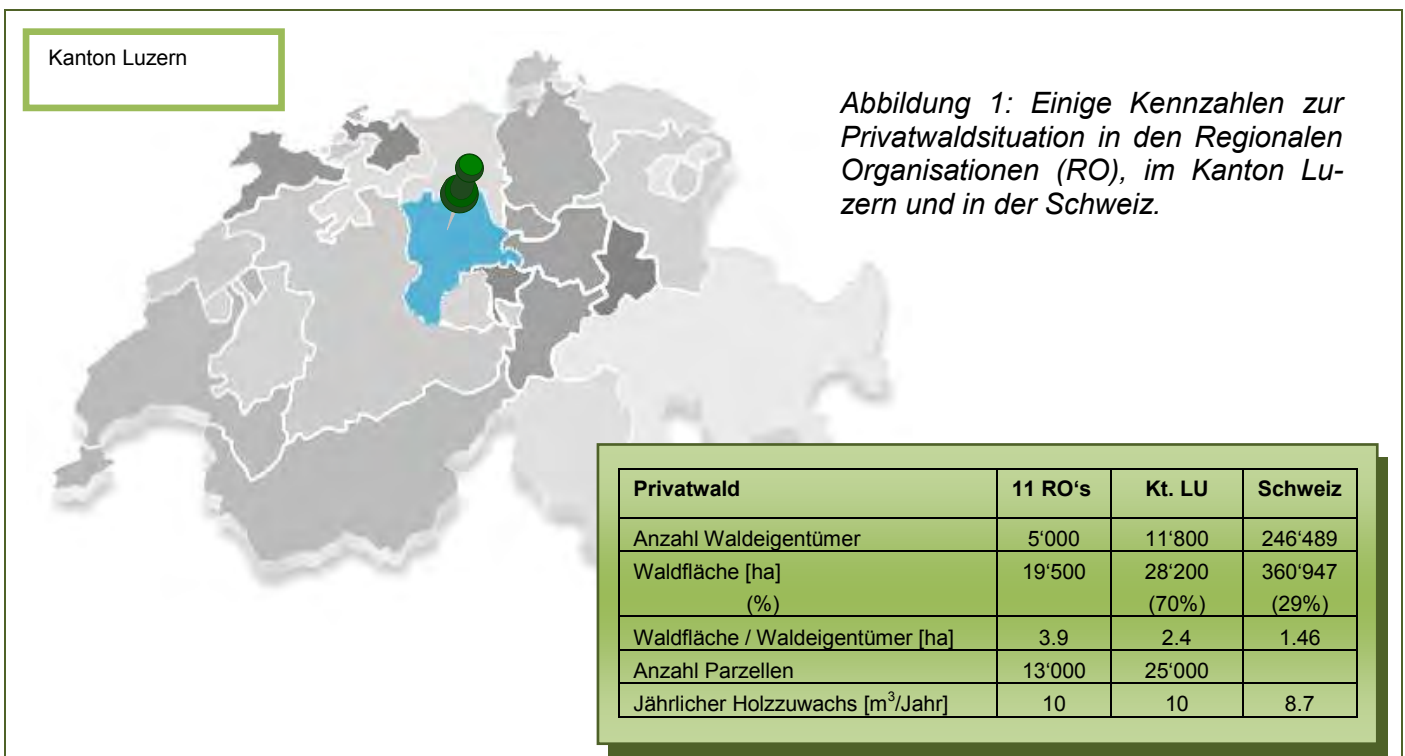 Kanton Luzern
Abbildung 1: Einige Kennzahlen zur
Privatwaldsituation in den Regionalen
Organisationen (RO), im Kanton Lu-
zern und in der Schweiz.
Privatwald 11 RO‘s Kt. LU Schweiz
Anzahl Waldeigentümer 5‘000 11‘800 246‘489
Waldfläche [ha] 19‘500 28‘200 360‘947
(%) (70%) (29%)
Waldfläche / Waldeigentümer [ha] 3.9 2.4 1.46
Anzahl Parzellen 13‘000 25‘000
Jährlicher Holzzuwachs [m³/Jahr] 10 10 8.7